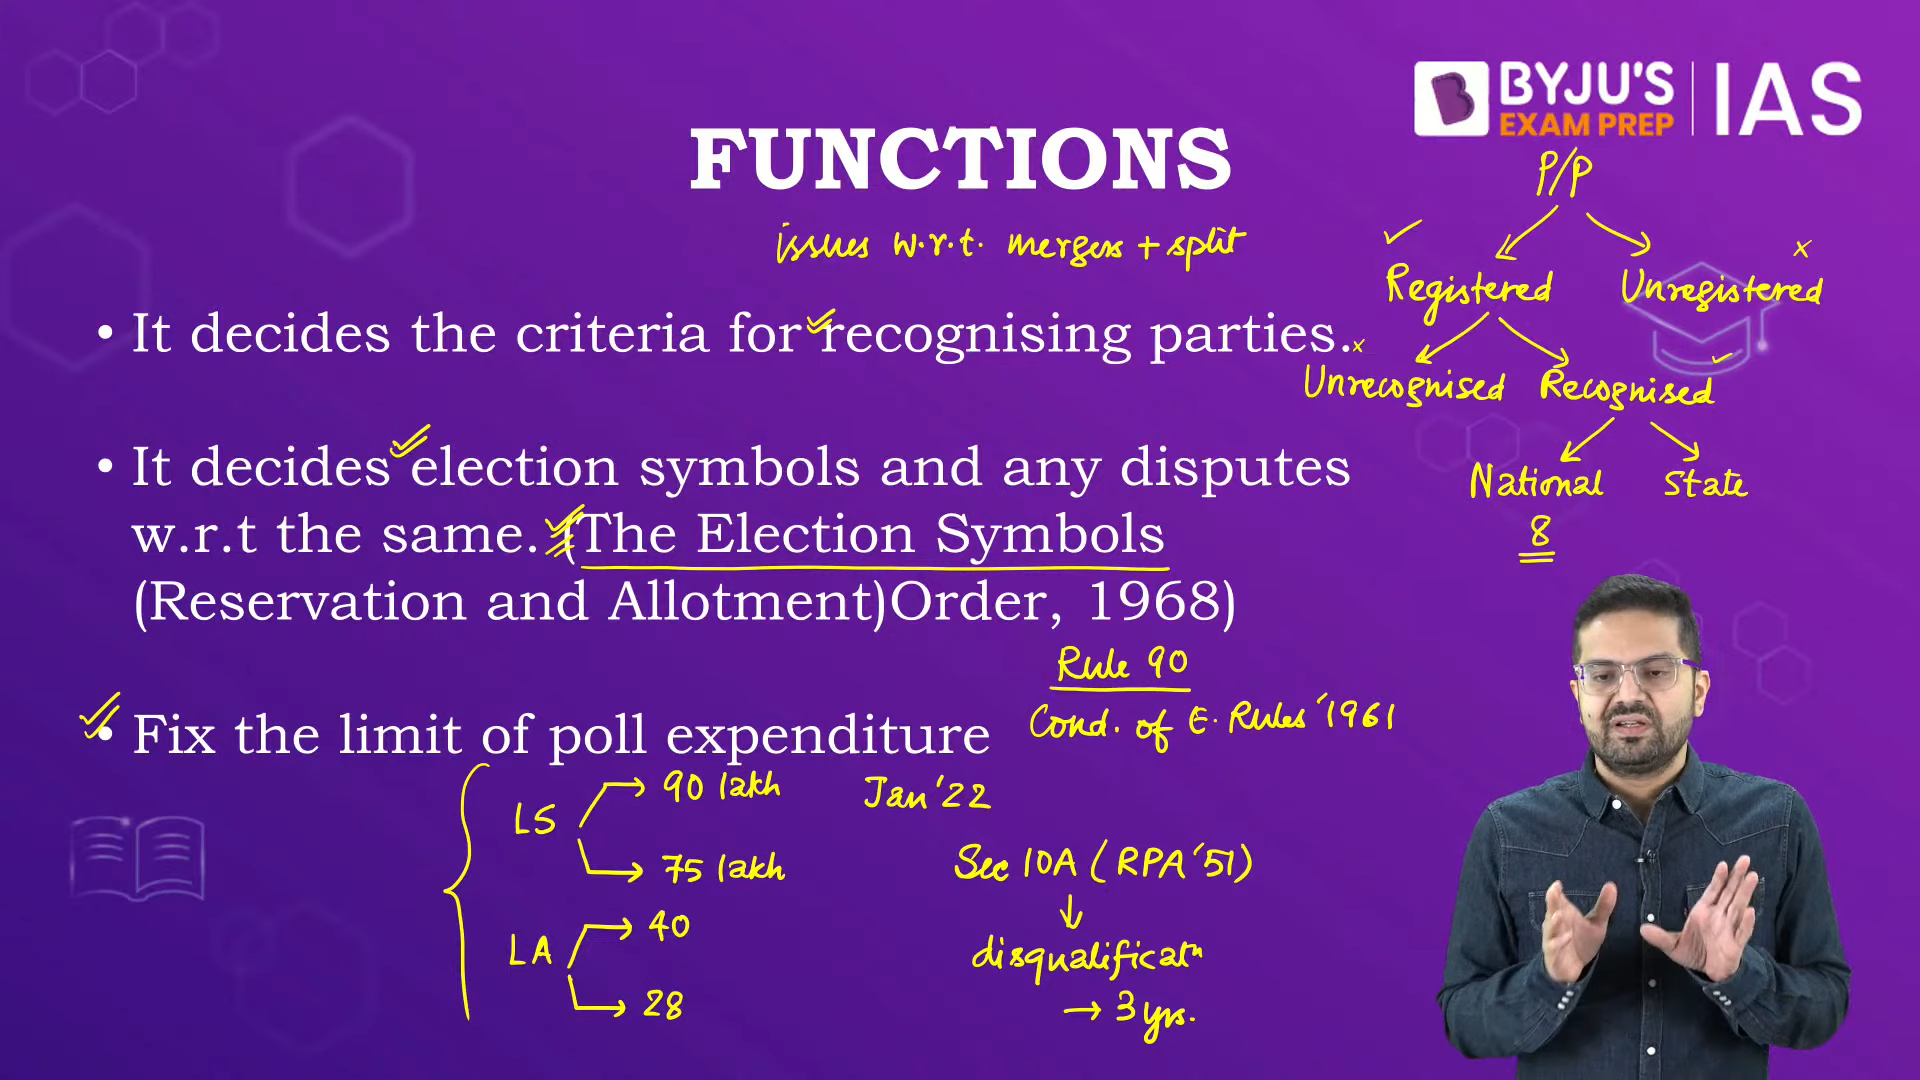 BYJU'S
EXAM PREP
IAS
FUNCTIONS
P/P
issues w.r.t. mergers + split
Registered Unregistered
• It decides the criteria for recognising parties.
Unrecognised Recognised
• It decides election symbols and any disputes
w.r.t the same. (The Election Symbols
(Reservation and Allotment)Order, 1968)
National State
8
Rule 90
Cond. of E. Rules '1961
• Fix the limit of poll expenditure
LS 90 lakh
75 lakh
LA 40
28
Jan '22
Sec 10A (RPA '51)
disqualificatn
→ 3 yrs.